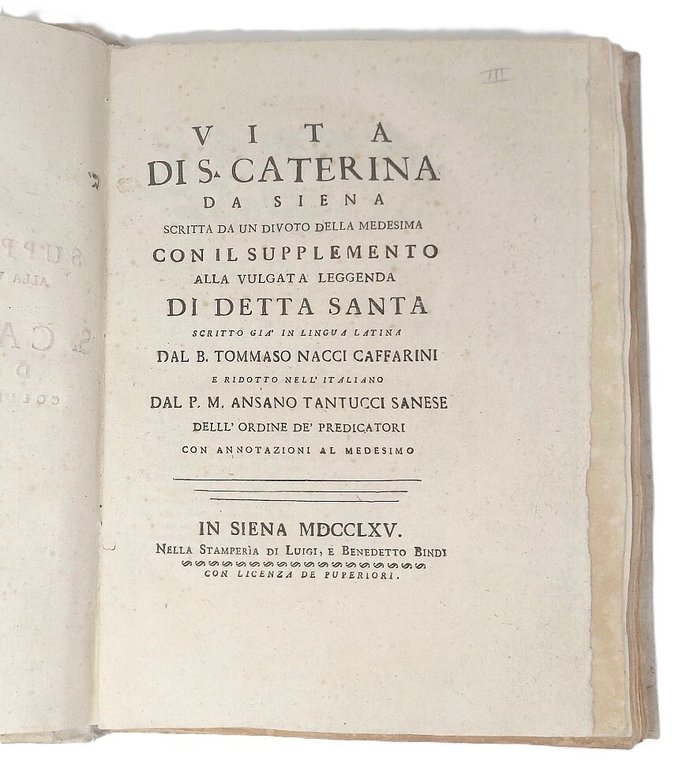 III
VITA
DI S. CATERINA
DA SIENA
SCRITTA DA UN DIVOTO DELLA MEDESIMA
CON IL SUPPLEMENTO
ALLA VULGATA LEGGENDA
DI DETTA SANTA
SCRITTO GIA' IN LINGUA LATINA
DAL B. TOMMASO NACCI CAFFARINI
E RIDOTTO NELL' ITALIANO
DAL P. M. ANSANO TANTUCCI SANESE
DELLL' ORDINE DE' PREDICATORI
CON ANNOTAZIONI AL MEDESIMO
IN SIENA MDCCLXV.
NELLA STAMPERÌA DI LUIGI, E BENEDETTO BINDI
CON LICENZA DE PUPERIORI.